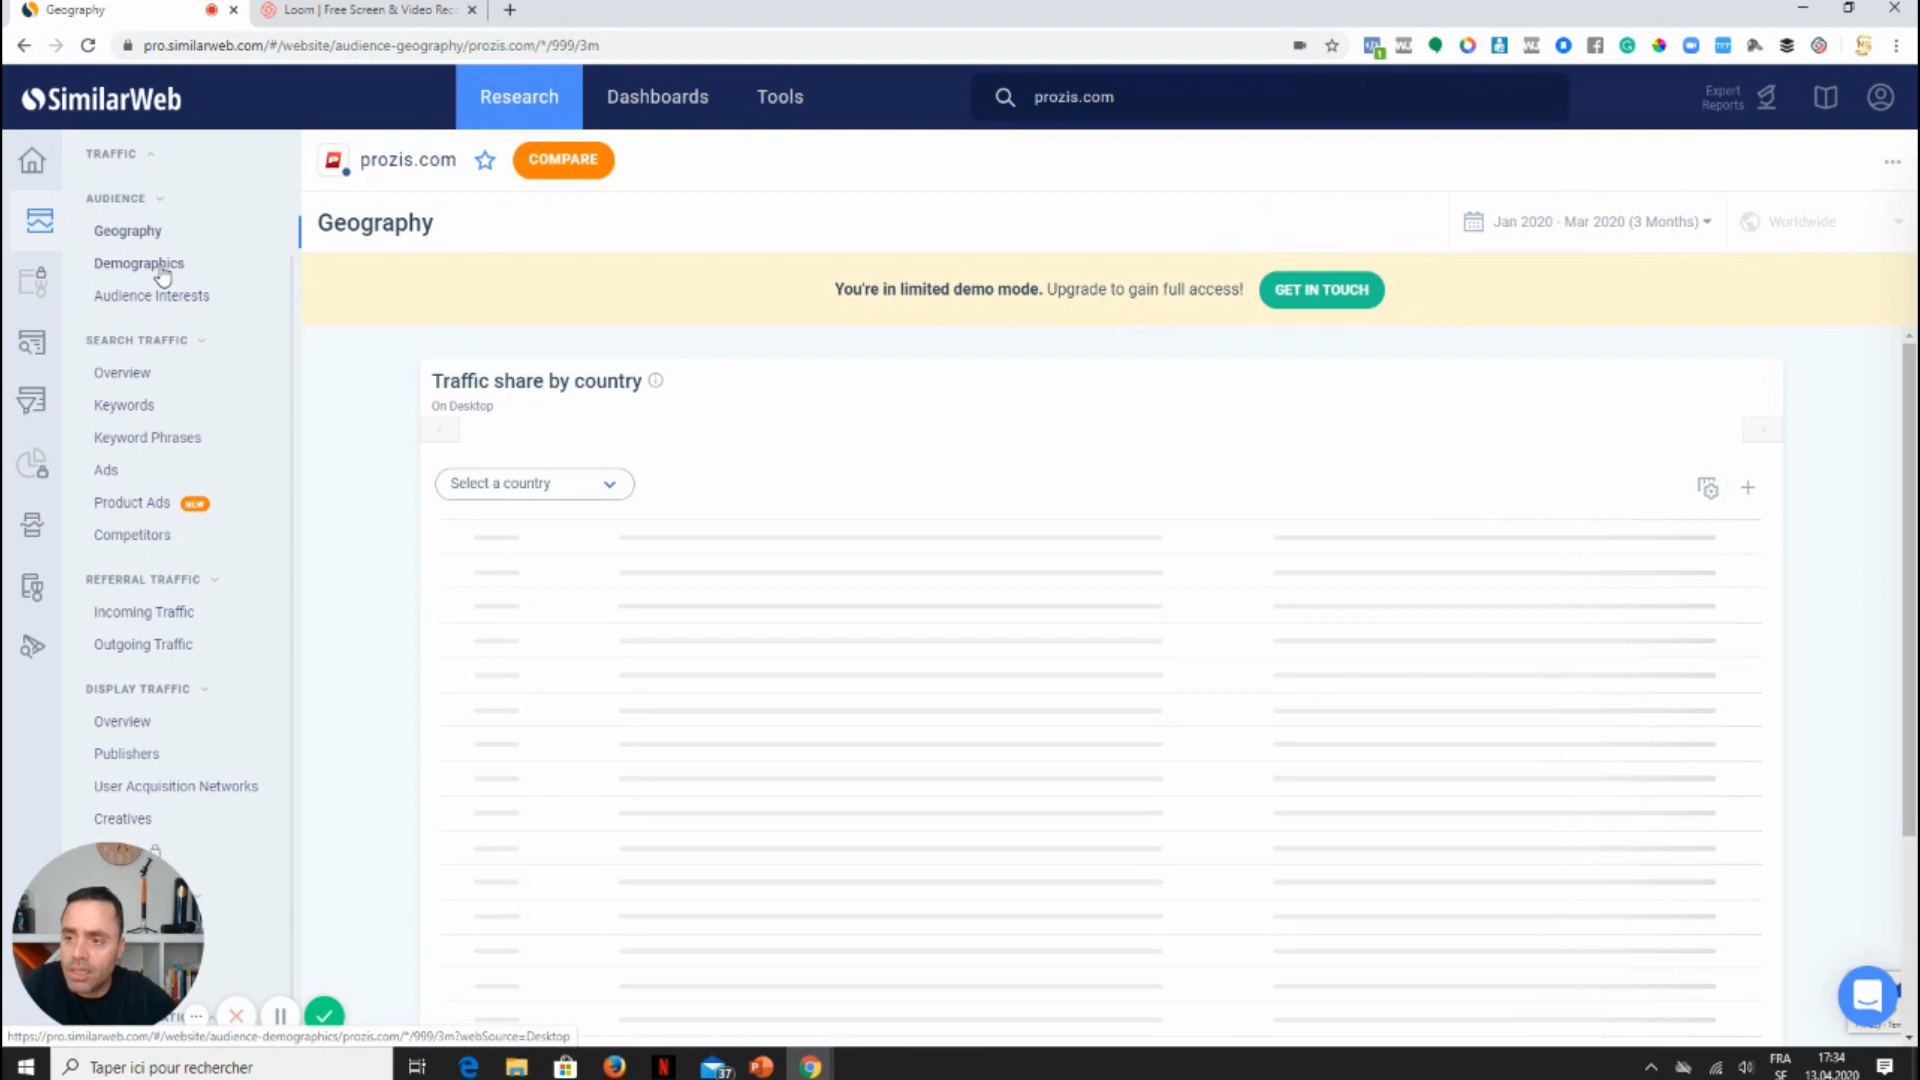 Geography
Loom | Free Screen & Video Rec
pro.similarweb.com/#/website/audience-geography/prozis.com/*/999/3m
SimilarWeb
Research
Dashboards
Tools
prozis.com
Expert
Reports
TRAFFIC
AUDIENCE
Geography
Demographics
Audience Interests
SEARCH TRAFFIC
Overview
Keywords
Keyword Phrases
Ads
Product Ads NEW
Competitors
REFERRAL TRAFFIC
Incoming Traffic
Outgoing Traffic
DISPLAY TRAFFIC
Overview
Publishers
User Acquisition Networks
Creatives
prozis.com
COMPARE
Geography
Jan 2020 - Mar 2020 (3 Months)
Worldwide
You're in limited demo mode. Upgrade to gain full access!
GET IN TOUCH
Traffic share by country
On Desktop
Select a country
https://pro.similarweb.com/#/website/audience-demographics/prozis.com/*/999/3m?webSource=Desktop
Taper ici pour rechercher
37
FRA
SF
17:34
13.04.2020